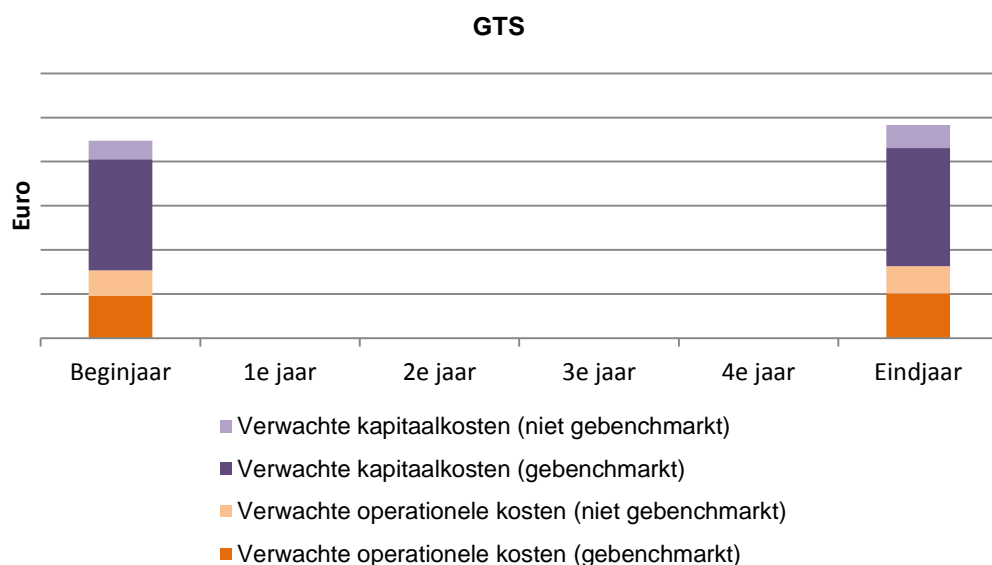 GTS
Euro
Beginjaar 1e jaar 2e jaar 3e jaar 4e jaar Eindjaar
Verwachte kapitaalkosten (niet gebenchmarkt)
Verwachte kapitaalkosten (gebenchmarkt)
Verwachte operationele kosten (niet gebenchmarkt)
Verwachte operationele kosten (gebenchmarkt)